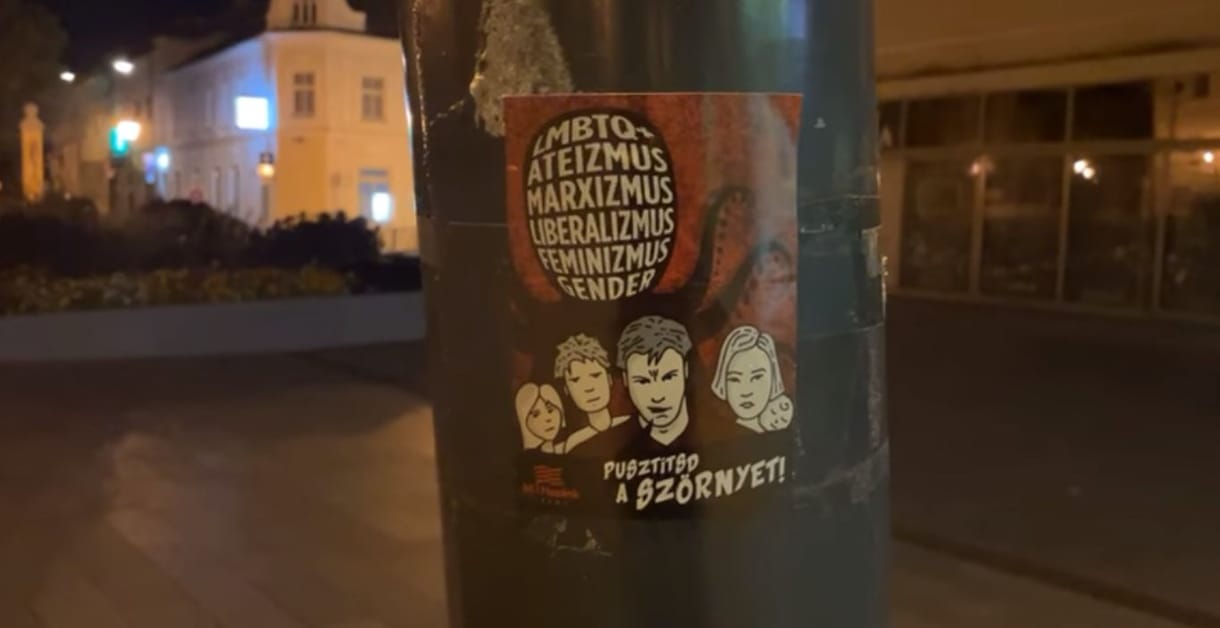 LMBTQ+
ATEIZMUS
MARXIZMUS
LIBERALIZMUS
FEMINIZMUS
GENDER
PUSZTÍTSD
A SZÖRNYET!